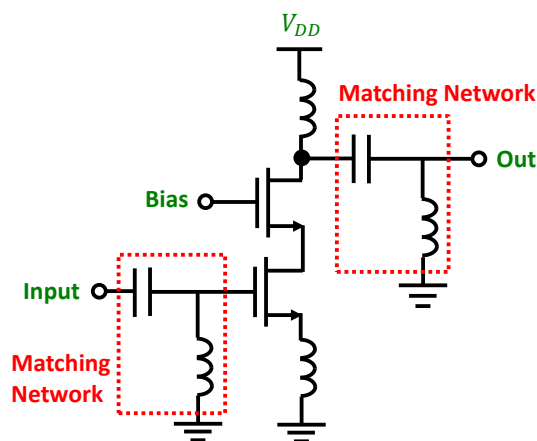 V_DD
Matching Network
Out
Bias
Input
Matching
Network